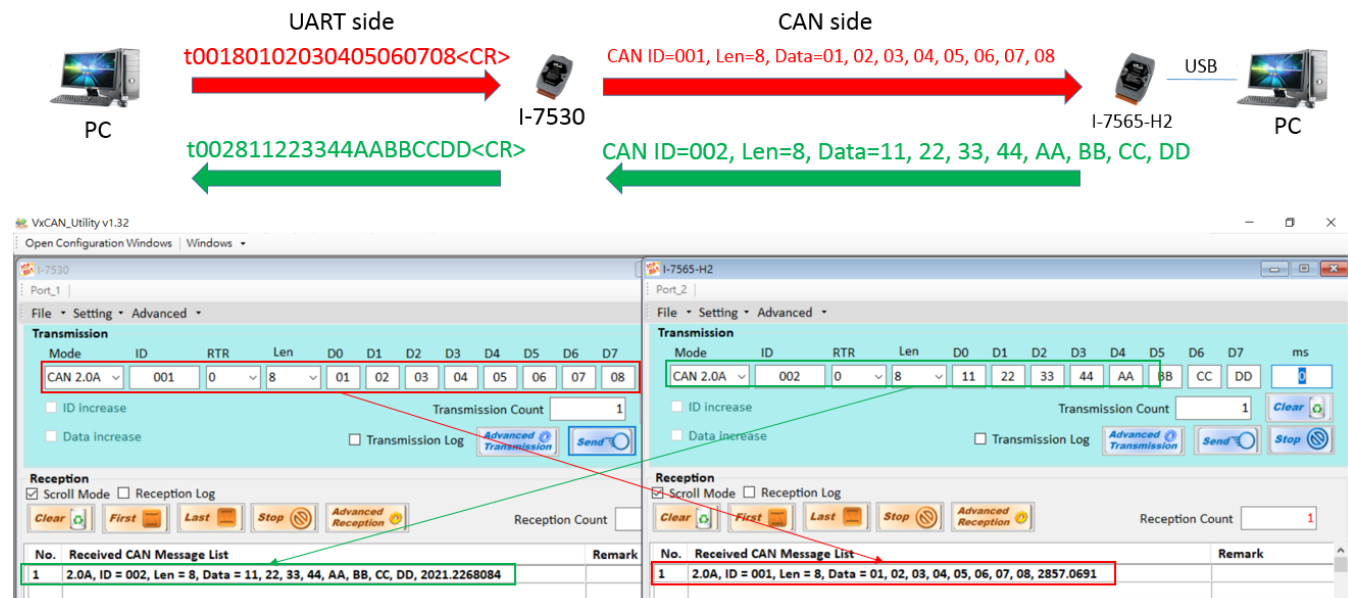 UART side
CAN side
t00180102030405060708<CR>
CAN ID=001, Len=8, Data=01, 02, 03, 04, 05, 06, 07, 08
USB
PC
I-7530
I-7565-H2
PC
t002811223344AABBCCDD<CR>
CAN ID=002, Len=8, Data=11, 22, 33, 44, AA, BB, CC, DD
VxCAN_Utility v1.32
Open Configuration Windows Windows
I-7530
Port_1
File Setting Advanced
Transmission
Mode ID RTR Len D0 D1 D2 D3 D4 D5 D6 D7
CAN 2.0A 001 0 8 01 02 03 04 05 06 07 08
ID increase
Transmission Count 1
Data increase
Transmission Log Advanced Transmission Send
Reception
Scroll Mode Reception Log
Clear First Last Stop Advanced Reception
Reception Count
No. Received CAN Message List Remark
1 2.0A, ID = 002, Len = 8, Data = 11, 22, 33, 44, AA, BB, CC, DD, 2021.2268084
I-7565-H2
Port_2
File Setting Advanced
Transmission
Mode ID RTR Len D0 D1 D2 D3 D4 D5 D6 D7 ms
CAN 2.0A 002 0 8 11 22 33 44 AA BB CC DD 0
ID increase
Transmission Count 1 Clear
Data increase
Transmission Log Advanced Transmission Send Stop
Reception
Scroll Mode Reception Log
Clear First Last Stop Advanced Reception
Reception Count 1
No. Received CAN Message List Remark
1 2.0A, ID = 001, Len = 8, Data = 01, 02, 03, 04, 05, 06, 07, 08, 2857.0691